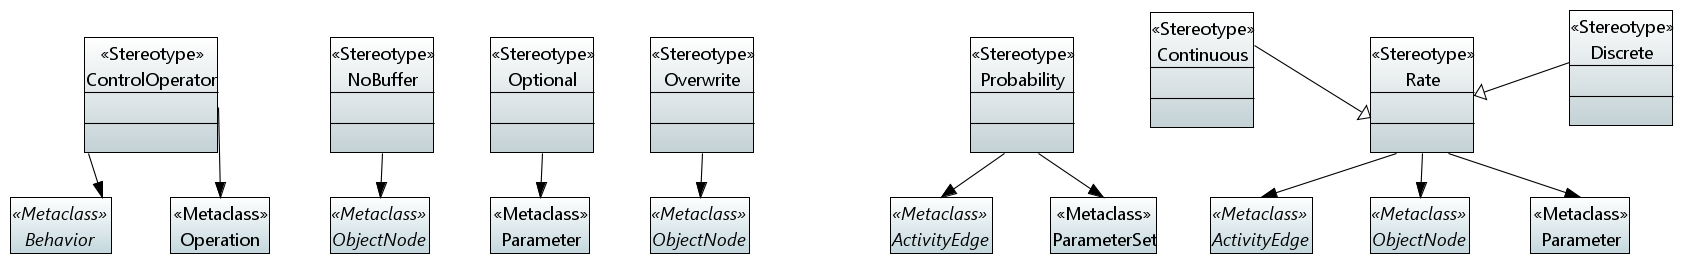 «Stereotype»
ControlOperator
«Stereotype»
NoBuffer
«Stereotype»
Optional
«Stereotype»
Overwrite
«Stereotype»
Probability
«Stereotype»
Continuous
«Stereotype»
Rate
«Stereotype»
Discrete
«Metaclass»
Behavior
«Metaclass»
Operation
«Metaclass»
ObjectNode
«Metaclass»
Parameter
«Metaclass»
ObjectNode
«Metaclass»
ActivityEdge
«Metaclass»
ParameterSet
«Metaclass»
ActivityEdge
«Metaclass»
ObjectNode
«Metaclass»
Parameter